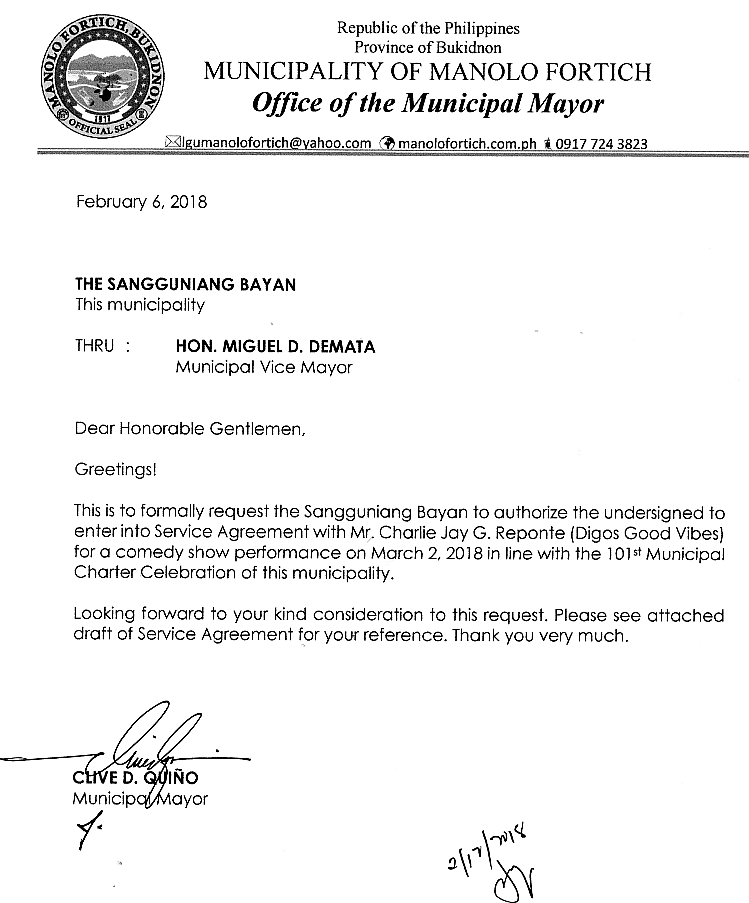 MANOLO FORTICH, BUKIDNON
1917
OFFICIAL SEAL
Republic of the Philippines
Province of Bukidnon
MUNICIPALITY OF MANOLO FORTICH
Office of the Municipal Mayor
lgumanolofortich@yahoo.com manolofortich.com.ph 0917 724 3823
February 6, 2018
THE SANGGUNIANG BAYAN
This municipality
THRU : HON. MIGUEL D. DEMATA
Municipal Vice Mayor
Dear Honorable Gentlemen,
Greetings!
This is to formally request the Sangguniang Bayan to authorize the undersigned to
enter into Service Agreement with Mr. Charlie Jay G. Reponte (Digos Good Vibes)
for a comedy show performance on March 2, 2018 in line with the 101st Municipal
Charter Celebration of this municipality.
Looking forward to your kind consideration to this request. Please see attached
draft of Service Agreement for your reference. Thank you very much.
CLIVE D. QUIÑO
Municipal Mayor